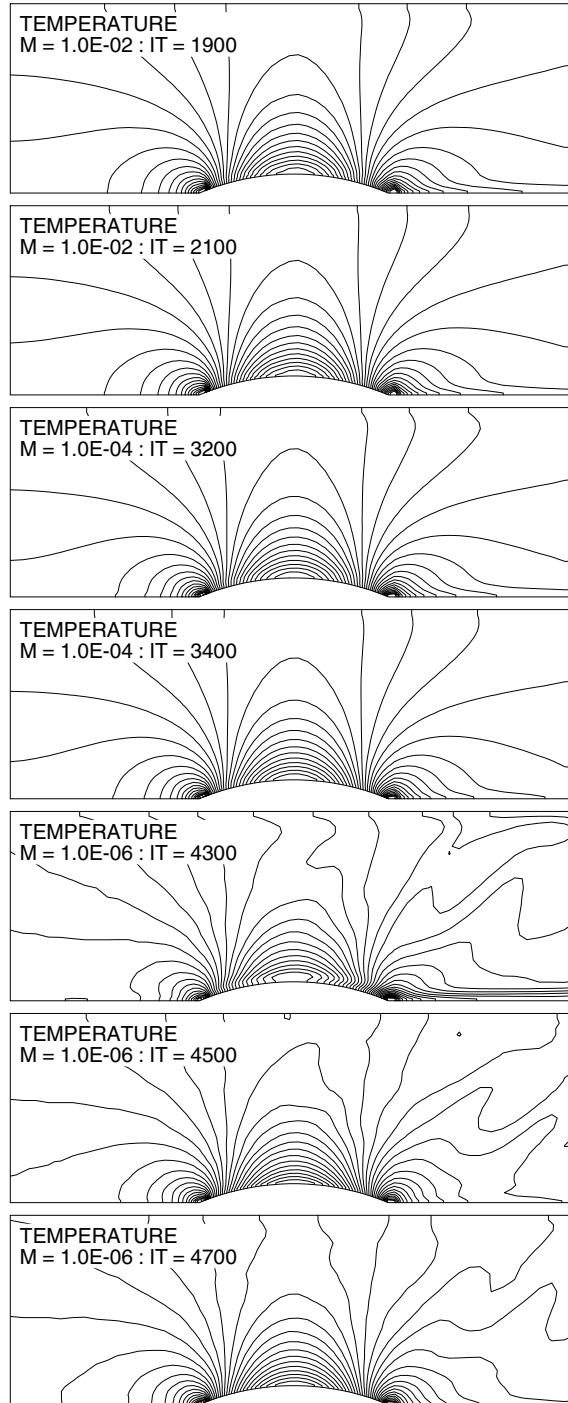 TEMPERATURE
M = 1.0E-02 : IT = 1900
TEMPERATURE
M = 1.0E-02 : IT = 2100
TEMPERATURE
M = 1.0E-04 : IT = 3200
TEMPERATURE
M = 1.0E-04 : IT = 3400
TEMPERATURE
M = 1.0E-06 : IT = 4300
TEMPERATURE
M = 1.0E-06 : IT = 4500
TEMPERATURE
M = 1.0E-06 : IT = 4700